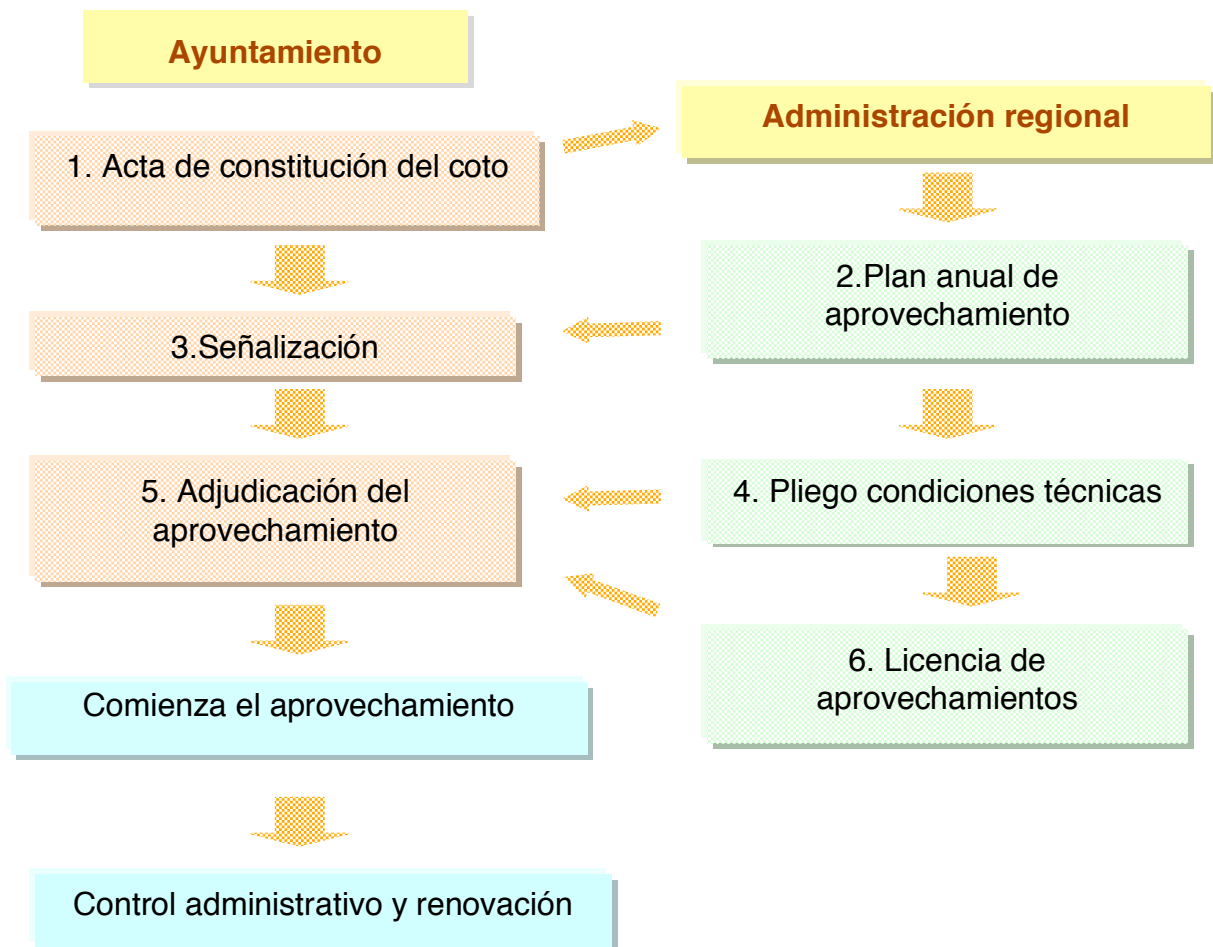 Ayuntamiento
Administración regional
1. Acta de constitución del coto
2.Plan anual de
aprovechamiento
3.Señalización
4. Pliego condiciones técnicas
5. Adjudicación del
aprovechamiento
6. Licencia de
aprovechamientos
Comienza el aprovechamiento
Control administrativo y renovación